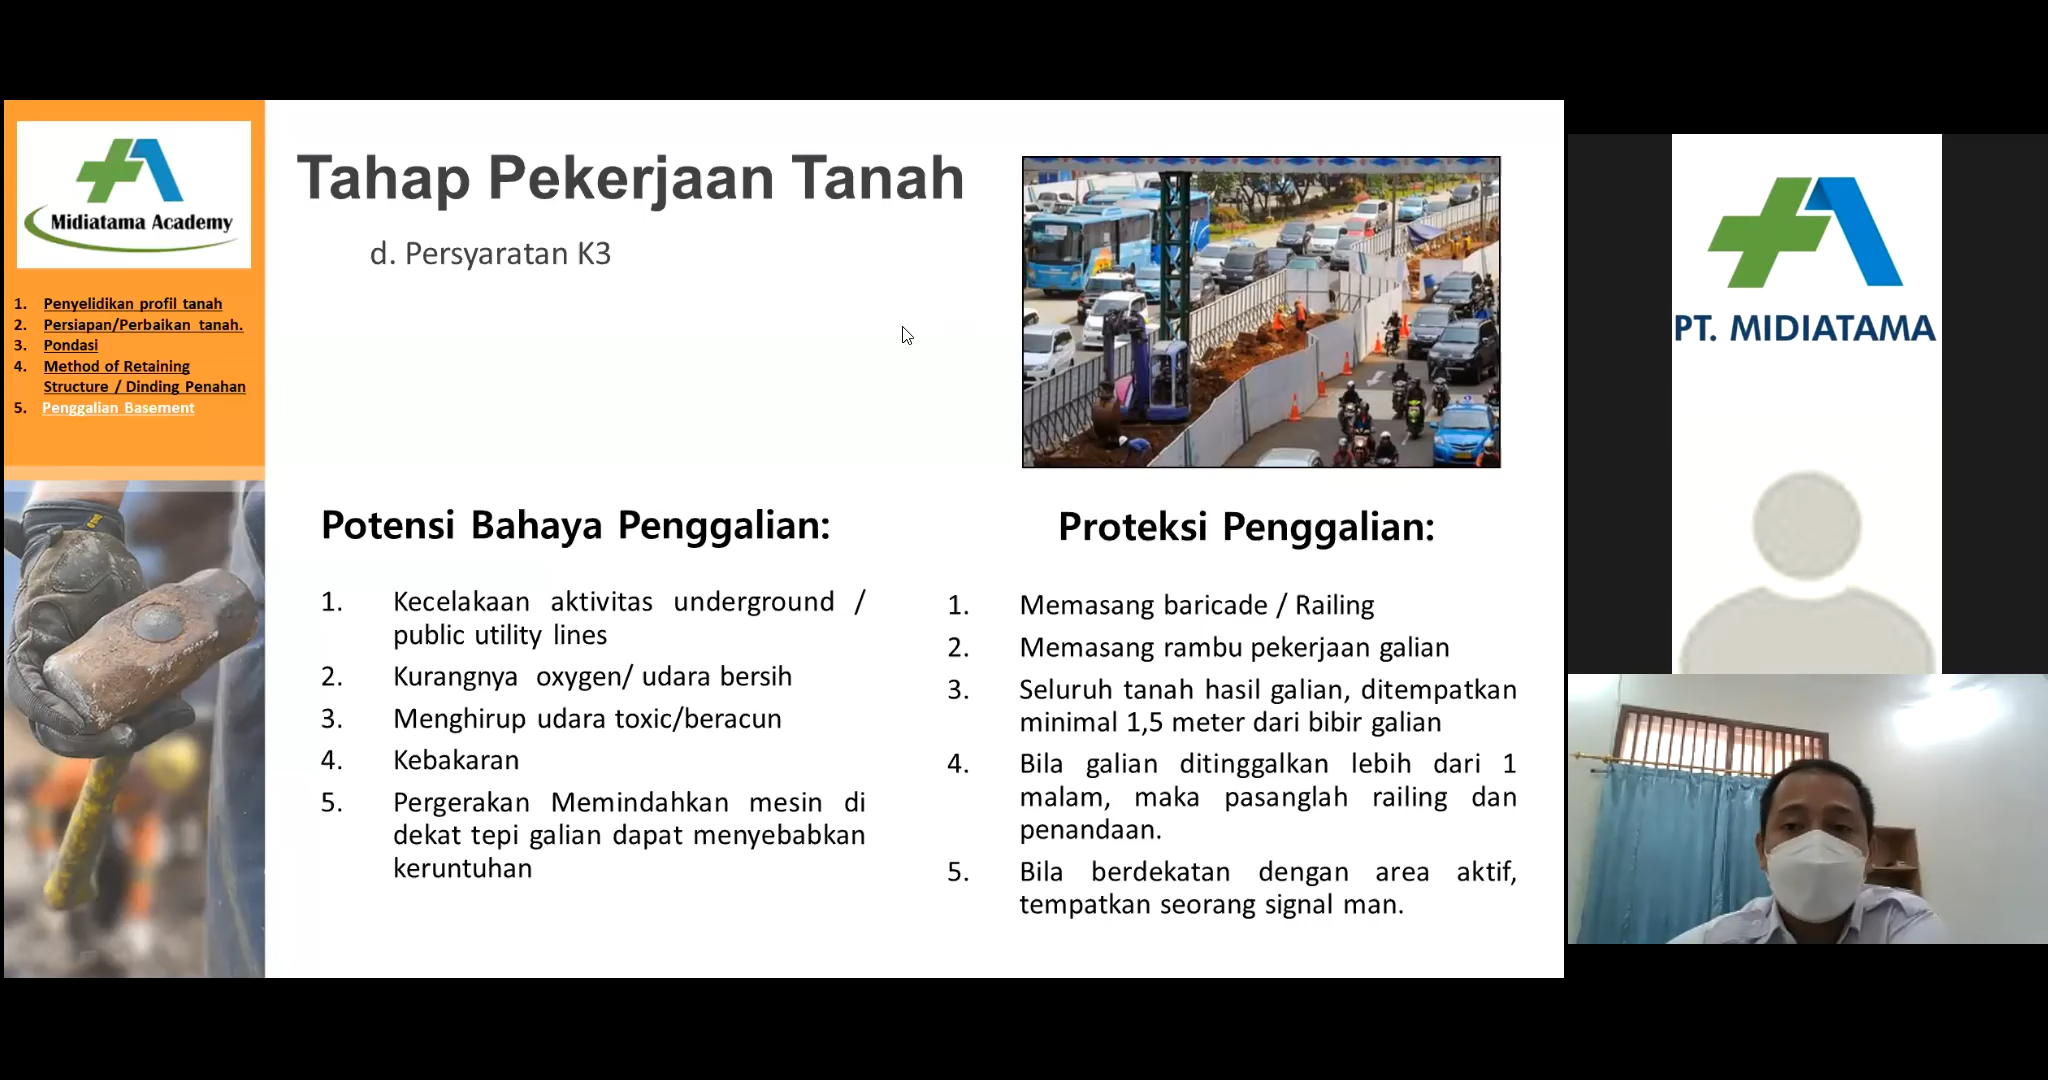 Midiatama Academy
1. Penyelidikan profil tanah
2. Persiapan/Perbaikan tanah.
3. Pondasi
4. Method of Retaining
Structure / Dinding Penahan
5. Penggalian Basement
Tahap Pekerjaan Tanah
d. Persyaratan K3
Potensi Bahaya Penggalian:
1. Kecelakaan aktivitas underground /
public utility lines
2. Kurangnya oxygen/ udara bersih
3. Menghirup udara toxic/beracun
4. Kebakaran
5. Pergerakan Memindahkan mesin di
dekat tepi galian dapat menyebabkan
keruntuhan
Proteksi Penggalian:
1. Memasang baricade / Railing
2. Memasang rambu pekerjaan galian
3. Seluruh tanah hasil galian, ditempatkan
minimal 1,5 meter dari bibir galian
4. Bila galian ditinggalkan lebih dari 1
malam, maka pasanglah railing dan
penandaan.
5. Bila berdekatan dengan area aktif,
tempatkan seorang signal man.
PT. MIDIATAMA